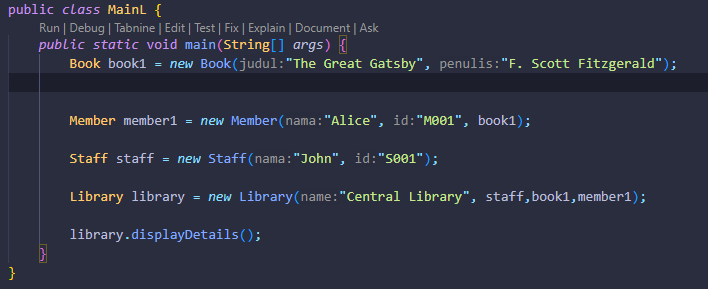 public class MainL {
Run | Debug | Tabnine | Edit | Test | Fix | Explain | Document | Ask
public static void main(String[] args) {
Book book1 = new Book(judul:"The Great Gatsby", penulis:"F. Scott Fitzgerald");
Member member1 = new Member(nama:"Alice", id:"M001", book1);
Staff staff = new Staff(nama:"John", id:"S001");
Library library = new Library(name:"Central Library", staff,book1,member1);
library.displayDetails();
}
}